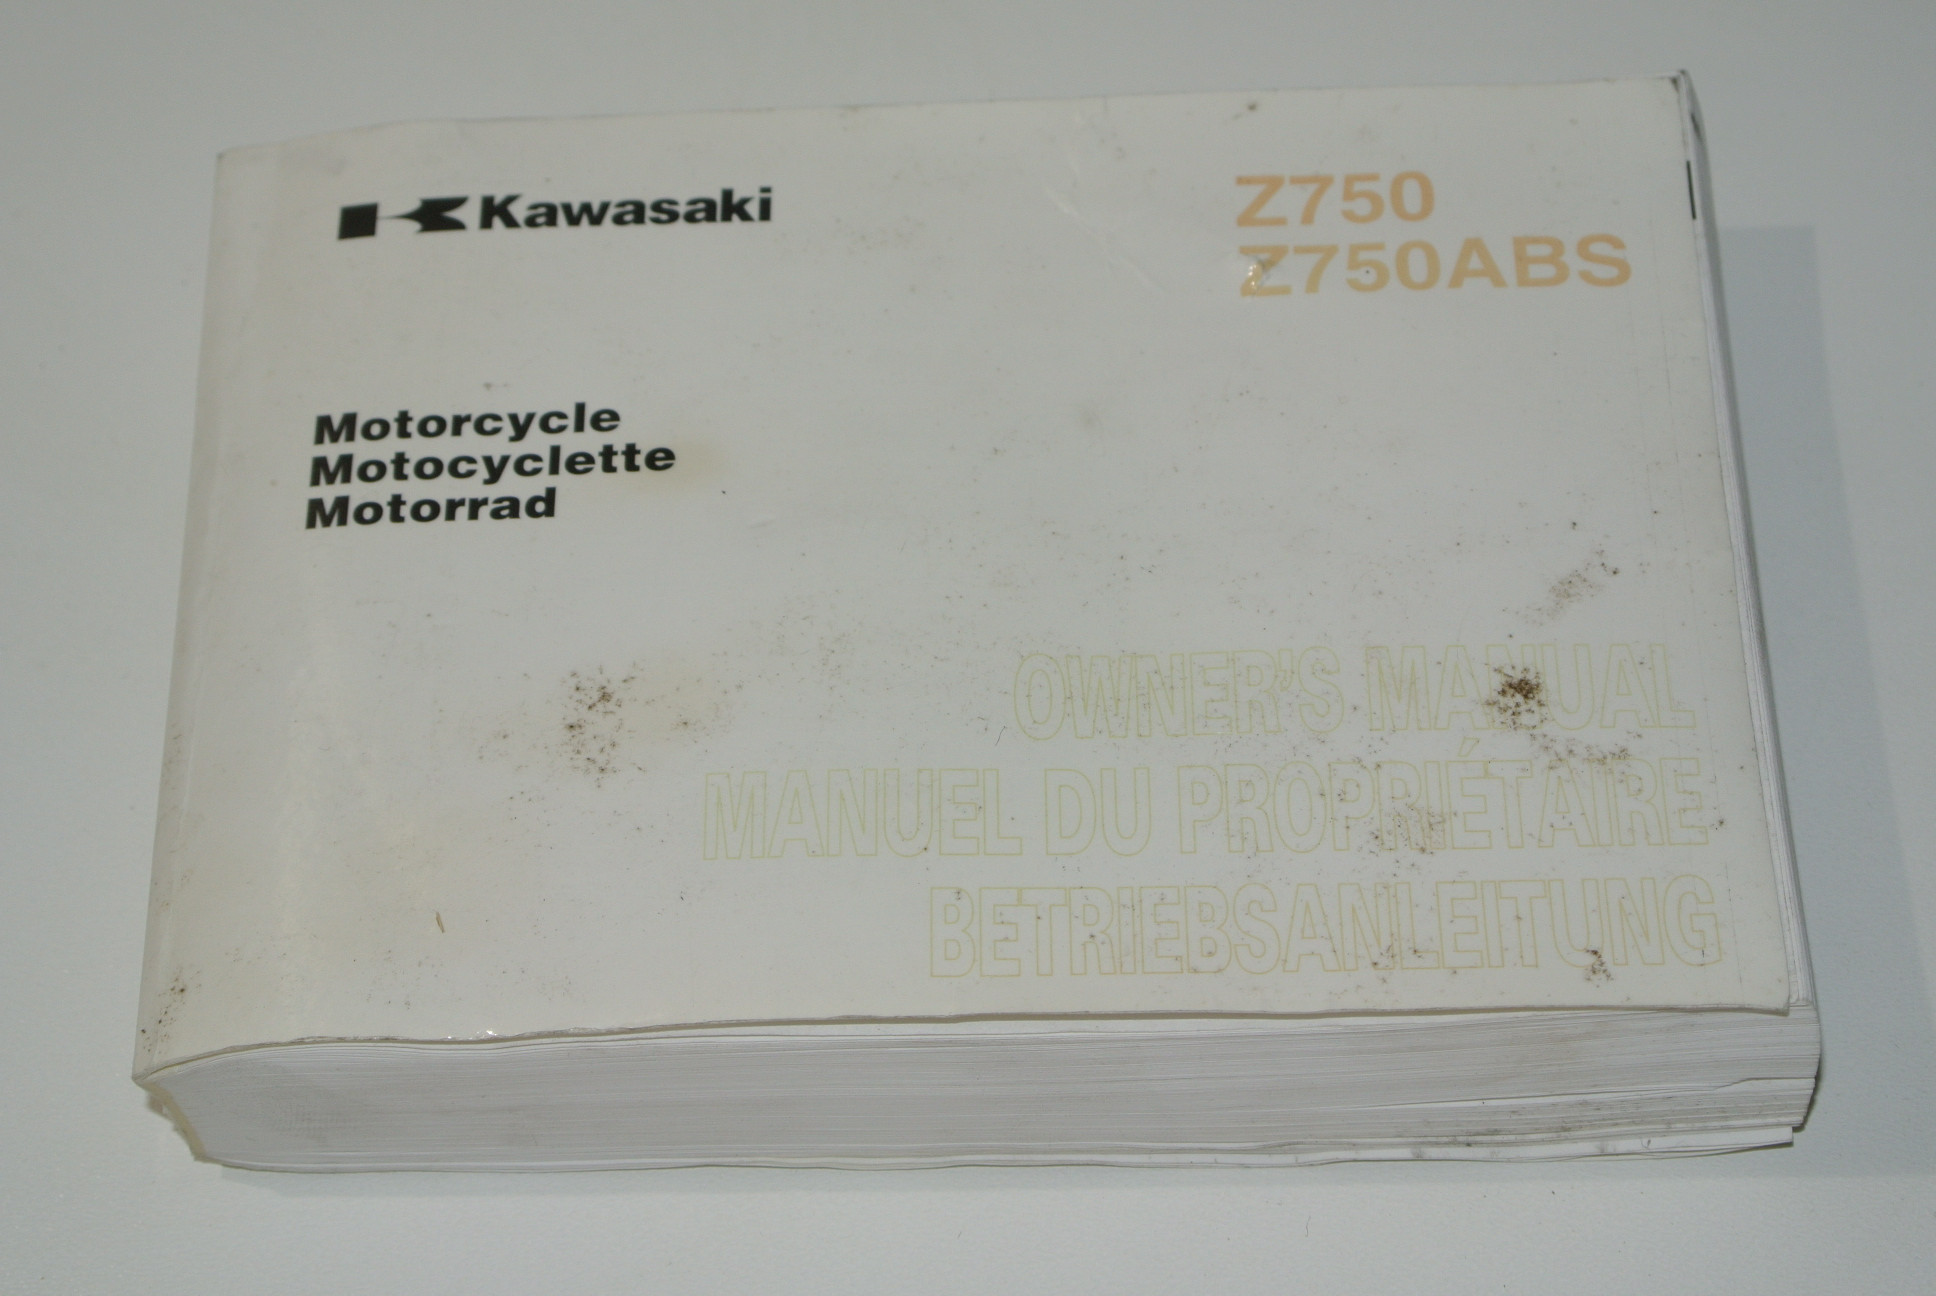 Kawasaki
Z750
Z750ABS
Motorcycle
Motocyclette
Motorrad
OWNER'S MANUAL
MANUEL DU PROPRIÉTAIRE
BETRIEBSANLEITUNG